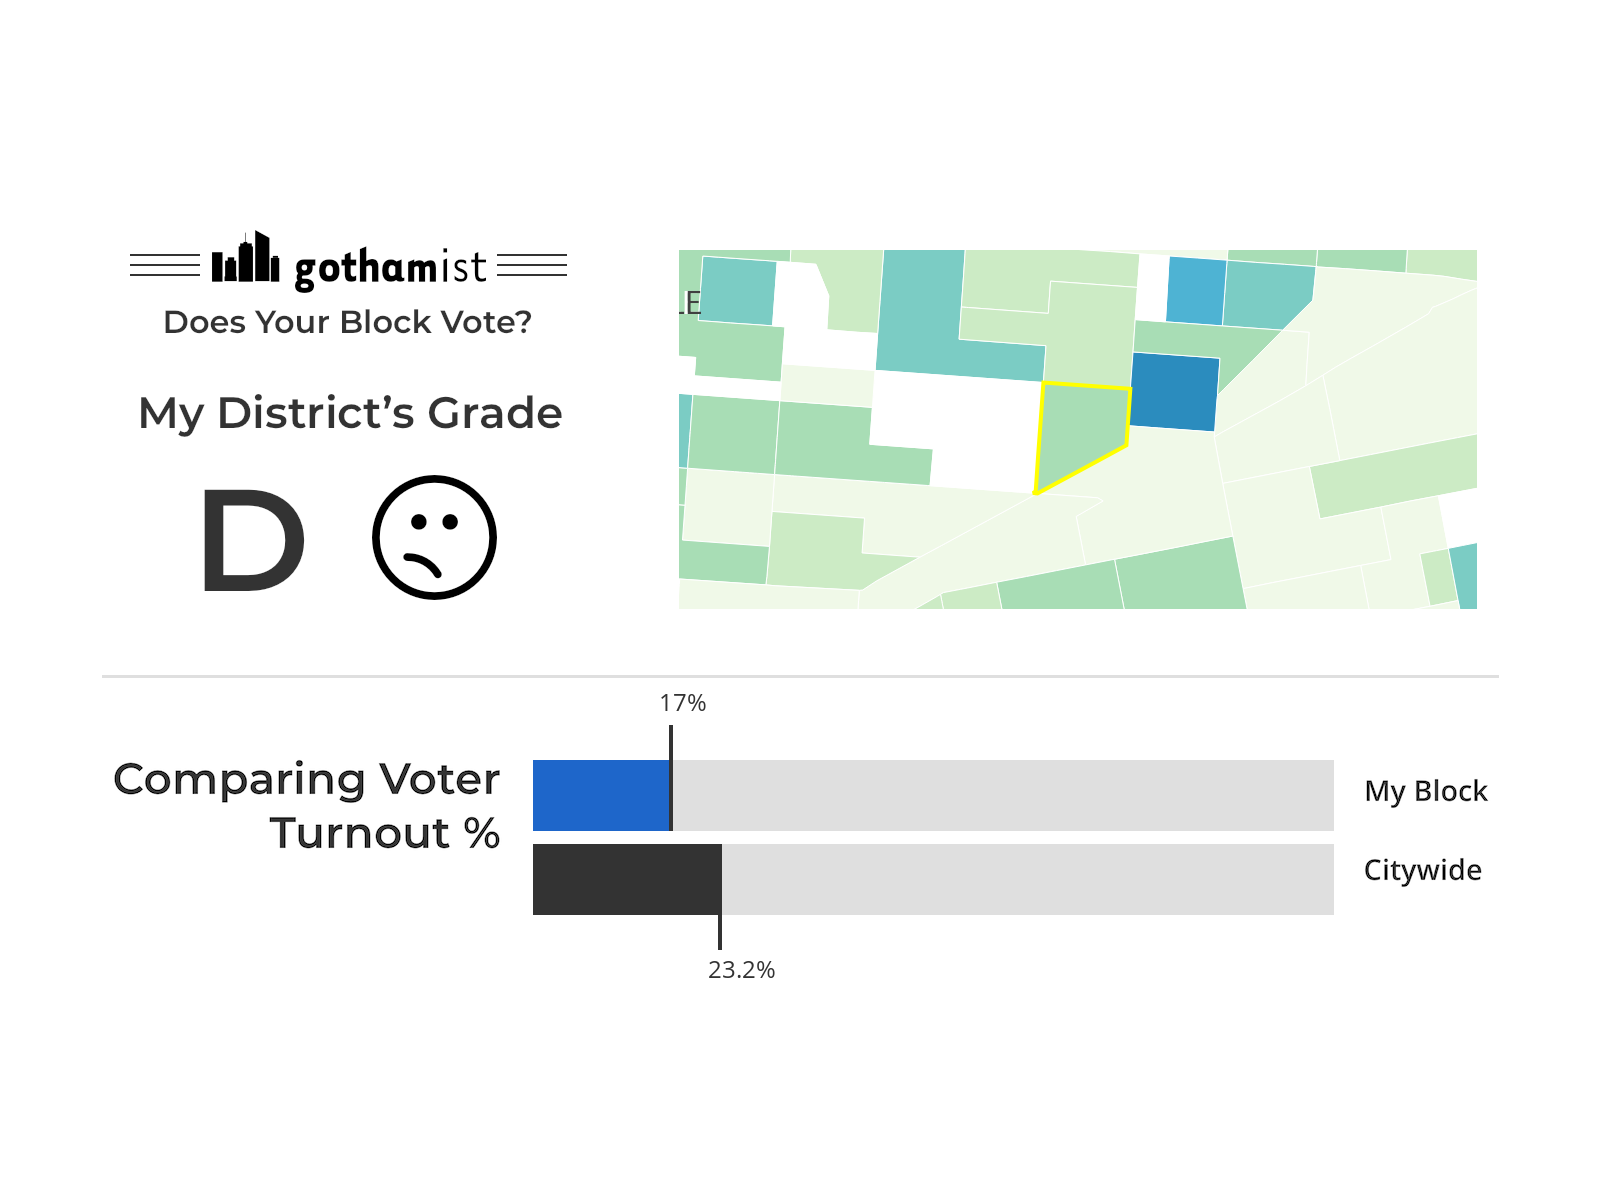 gothamist
Does Your Block Vote?
My District’s Grade
D
LE
17%
Comparing Voter
Turnout %
My Block
Citywide
23.2%